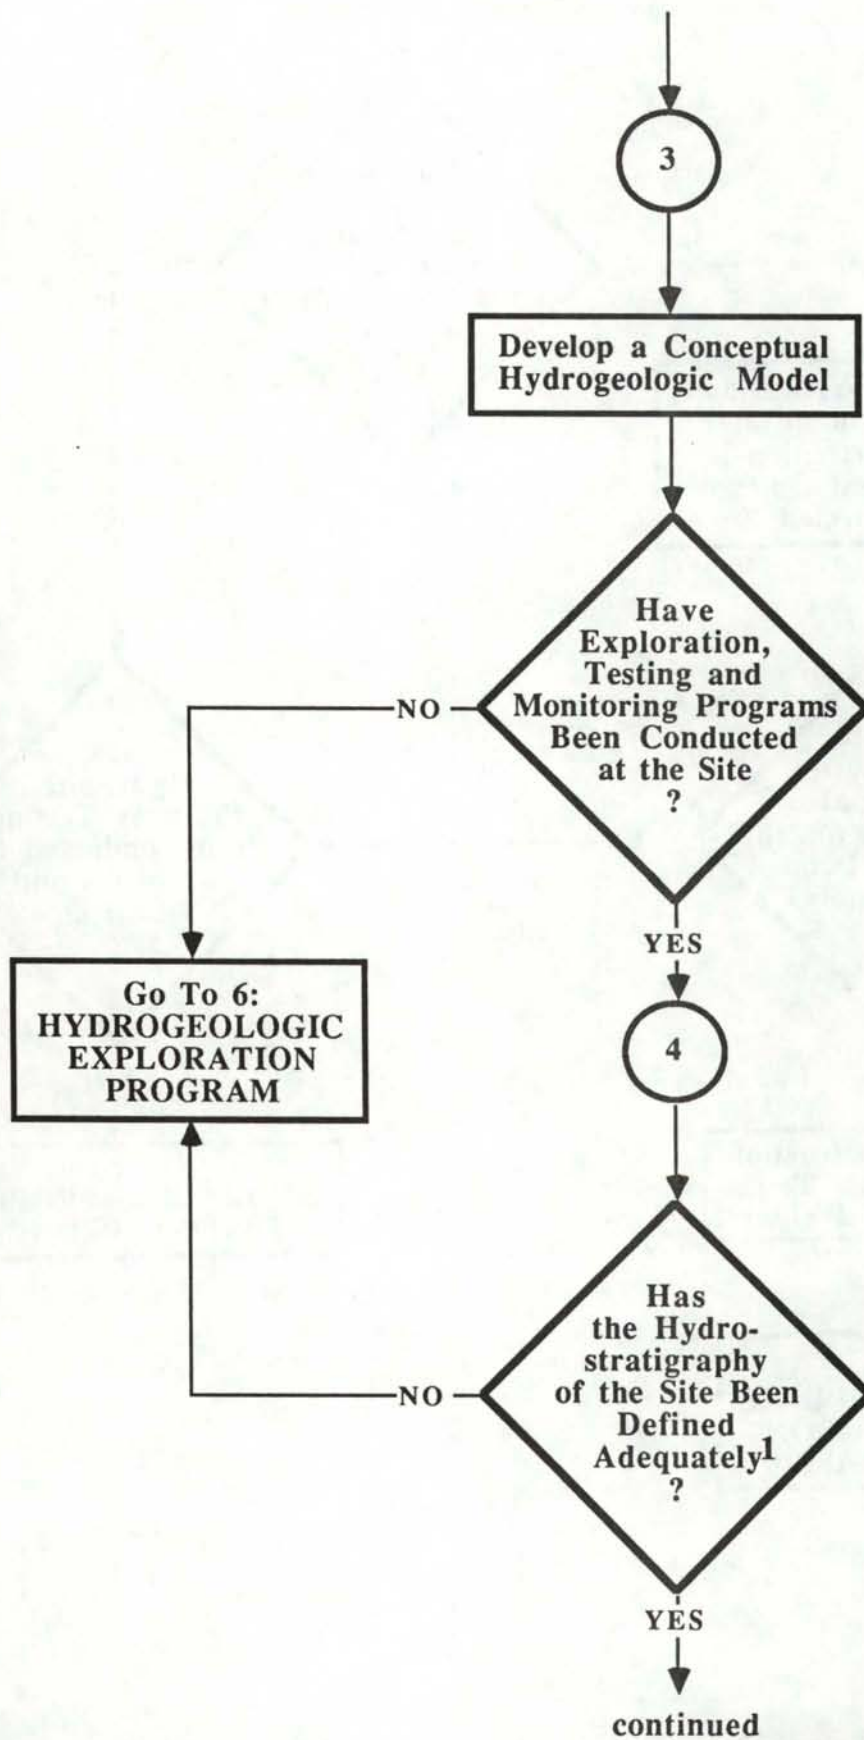 3
Develop a Conceptual
Hydrogeologic Model
Have
Exploration,
Testing and
Monitoring Programs
Been Conducted
at the Site
?
NO
YES
Go To 6:
HYDROGEOLOGIC
EXPLORATION
PROGRAM
4
Has
the Hydro-
stratigraphy
of the Site Been
Defined
Adequately1
?
NO
YES
continued